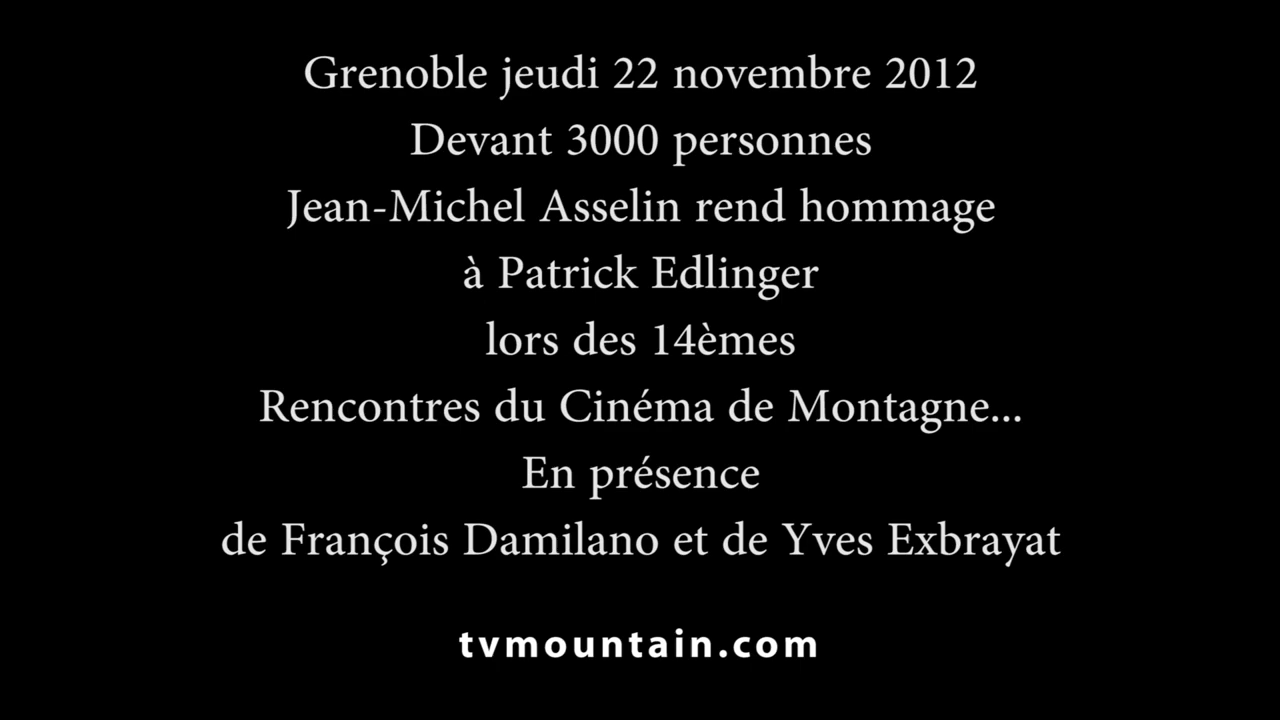 Grenoble jeudi 22 novembre 2012
Devant 3000 personnes
Jean-Michel Asselin rend hommage
à Patrick Edlinger
lors des 14èmes
Rencontres du Cinéma de Montagne...
En présence
de François Damilano et de Yves Exbrayat
tvmountain.com